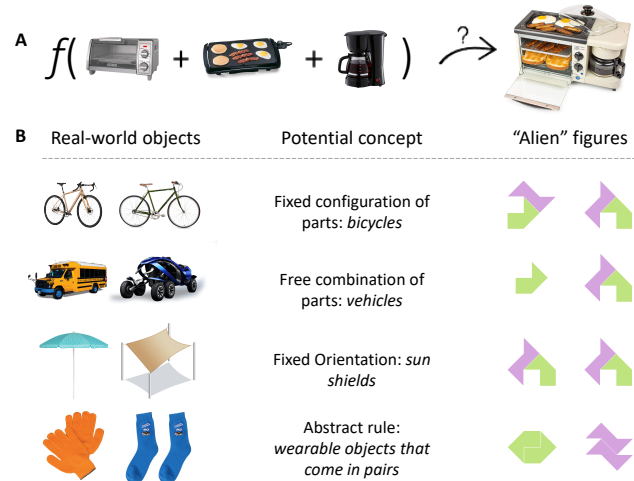 A f( + + ) ?
B Real-world objects Potential concept “Alien” figures
Fixed configuration of
parts: bicycles
Free combination of
parts: vehicles
Fixed Orientation: sun
shields
Abstract rule:
wearable objects that
come in pairs